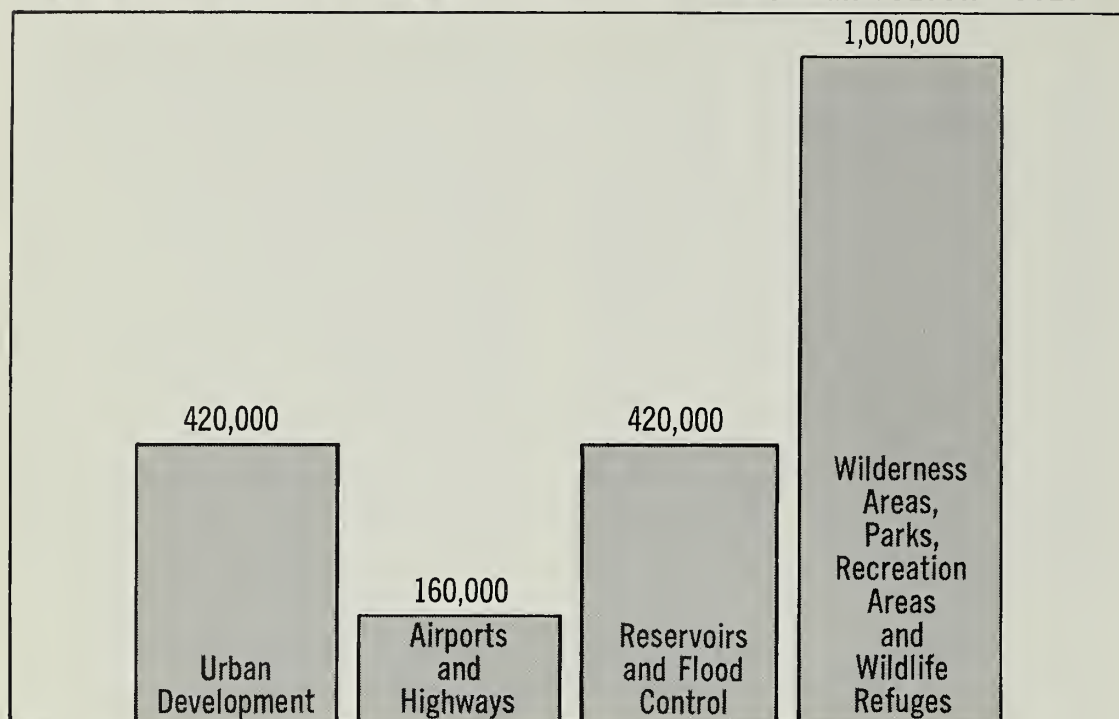 1,000,000
420,000
Urban
Development
160,000
Airports
and
Highways
420,000
Reservoirs
and Flood
Control
Wilderness
Areas,
Parks,
Recreation
Areas
and
Wildlife
Refuges